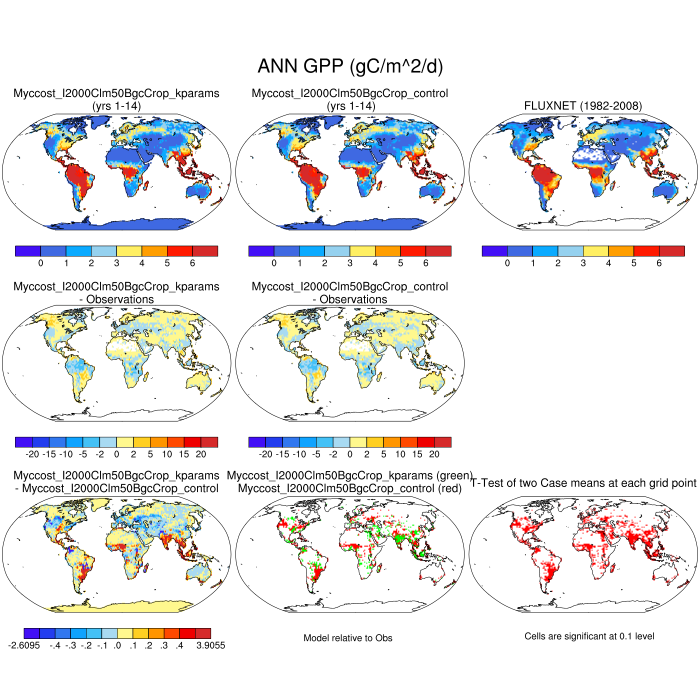 ANN GPP (gC/m^2/d)
Myccost_I2000Clm50BgcCrop_kparams
(yrs 1-14)
Myccost_I2000Clm50BgcCrop_control
(yrs 1-14)
FLUXNET (1982-2008)
0 1 2 3 4 5 6
0 1 2 3 4 5 6
0 1 2 3 4 5 6
Myccost_I2000Clm50BgcCrop_kparams
- Observations
Myccost_I2000Clm50BgcCrop_control
- Observations
-20 -15 -10 -5 -2 0 2 5 10 15 20
-20 -15 -10 -5 -2 0 2 5 10 15 20
Myccost_I2000Clm50BgcCrop_kparams
- Myccost_I2000Clm50BgcCrop_control
Myccost_I2000Clm50BgcCrop_kparams (green)
Myccost_I2000Clm50BgcCrop_control (red)
T-Test of two Case means at each grid point
-2.6095 -.4 -.3 -.2 -.1 .0 .1 .2 .3 .4 3.9055
Model relative to Obs
Cells are significant at 0.1 level